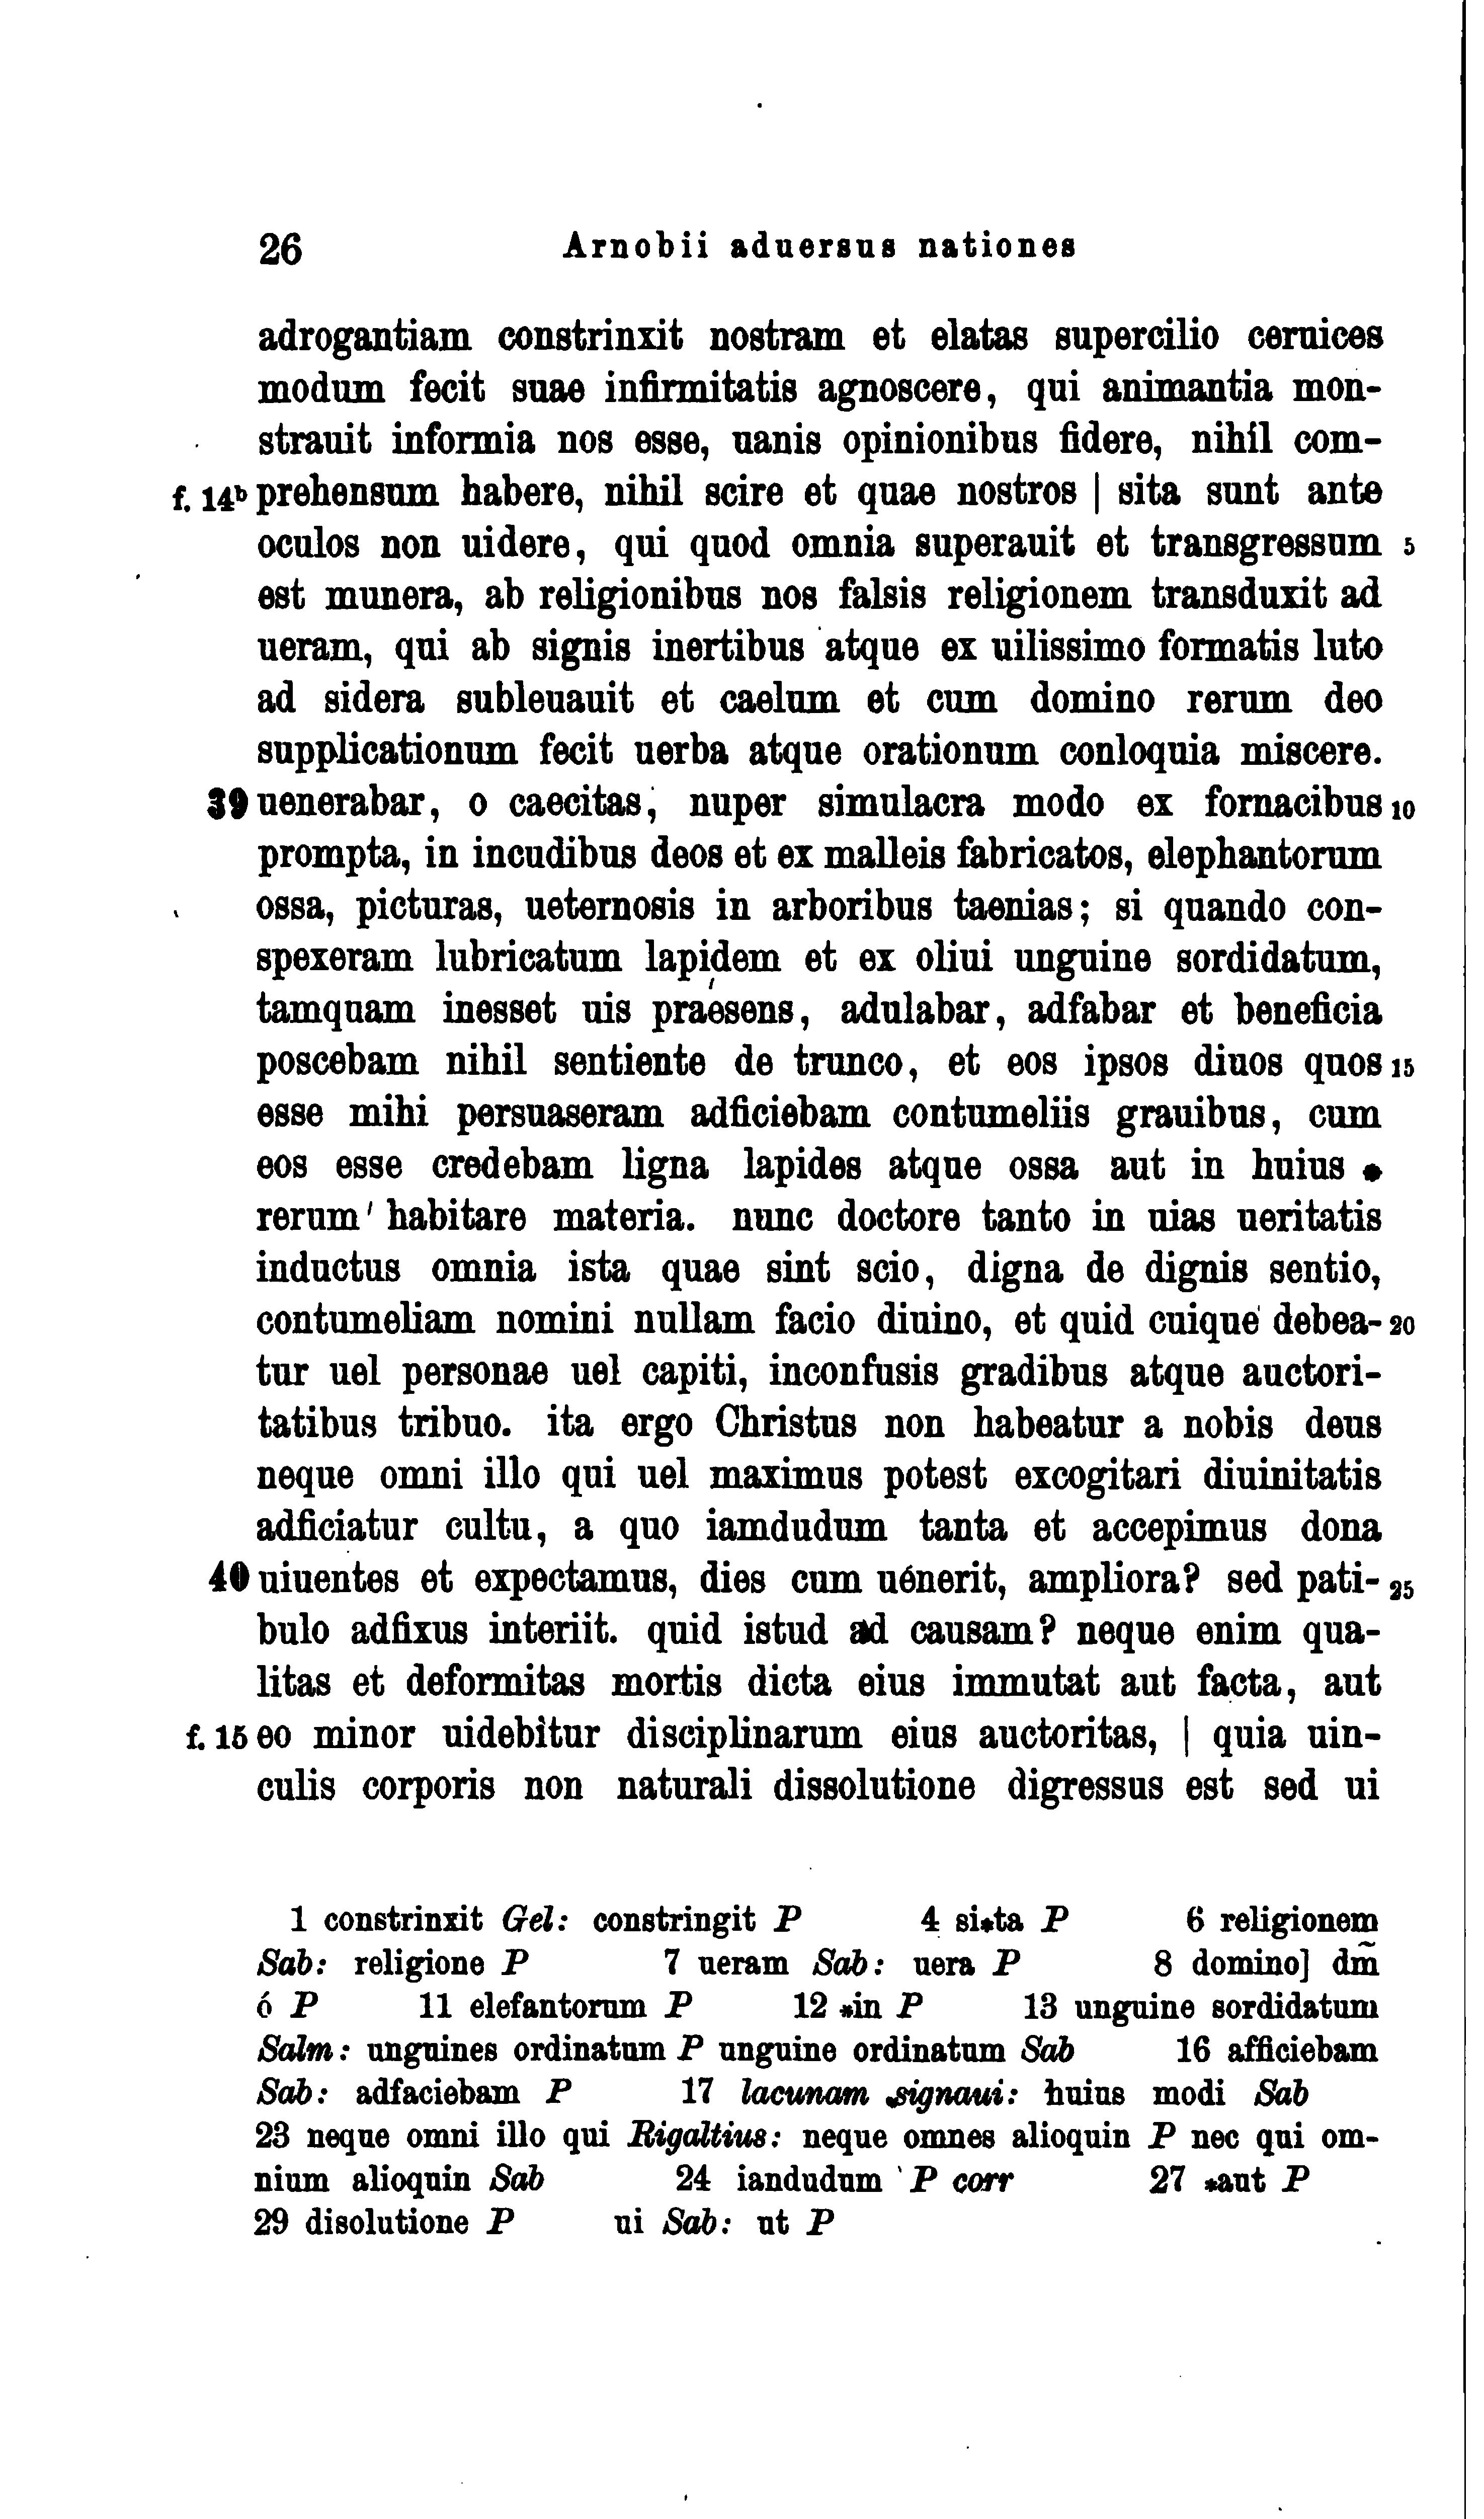 26 Arnobii aduersus nationes
adrogantiam constrinxit nostram et elatas supercilio ceruices
modum fecit suae infirmitatis agnoscere, qui animantia mon-
strauit informia nos esse, uanis opinionibus fidere, nihil com-
f. 14b prehensum habere, nihil scire et quae nostros | sita sunt ante
oculos non uidere, qui quod omnia superauit et transgressum 5
est munera, ab religionibus nos falsis religionem transduxit ad
ueram, qui ab signis inertibus atque ex uilissimo formatis luto
ad sidera subleuauit et caelum et cum domino rerum deo
supplicationum fecit uerba atque orationum conloquia miscere.
39 uenerabar, o caecitas, nuper simulacra modo ex fornacibus 10
prompta, in incudibus deos et ex malleis fabricatos, elephantorum
ossa, picturas, ueternosis in arboribus taenias; si quando con-
spexeram lubricatum lapidem et ex oliui unguine sordidatum,
tamquam inesset uis praesens, adulabar, adfabar et beneficia
poscebam nihil sentiente de trunco, et eos ipsos diuos quos 15
esse mihi persuaseram adficiebam contumeliis grauibus, cum
eos esse credebam ligna lapides atque ossa aut in huius *
rerum habitare materia. nunc doctore tanto in uias ueritatis
inductus omnia ista quae sint scio, digna de dignis sentio,
contumeliam nomini nullam facio diuino, et quid cuique debea- 20
tur uel personae uel capiti, inconfusis gradibus atque auctori-
tatibus tribuo. ita ergo Christus non habeatur a nobis deus
neque omni illo qui uel maximus potest excogitari diuinitatis
adficiatur cultu, a quo iamdudum tanta et accepimus dona
40 uiuentes et expectamus, dies cum uenerit, ampliora? sed pati- 25
bulo adfixus interiit. quid istud ad causam? neque enim qua-
litas et deformitas mortis dicta eius immutat aut facta, aut
f. 15 eo minor uidebitur disciplinarum eius auctoritas, | quia uin-
culis corporis non naturali dissolutione digressus est sed ui
1 constrinxit Gel: constringit P 4 si*ta P 6 religionem
Sab: religione P 7 ueram Sab: uera P 8 domino] dm̃
ó P 11 elefantorum P 12 *in P 13 unguine sordidatum
Salm: unguines ordinatum P unguine ordinatum Sab 16 afficiebam
Sab: adfaciebam P 17 lacunam signaui: huius modi Sab
23 neque omni illo qui Rigaltius: neque omnes alioquin P nec qui om-
nium alioquin Sab 24 iandudum P corr 27 *aut P
29 disolutione P ui Sab: ut P